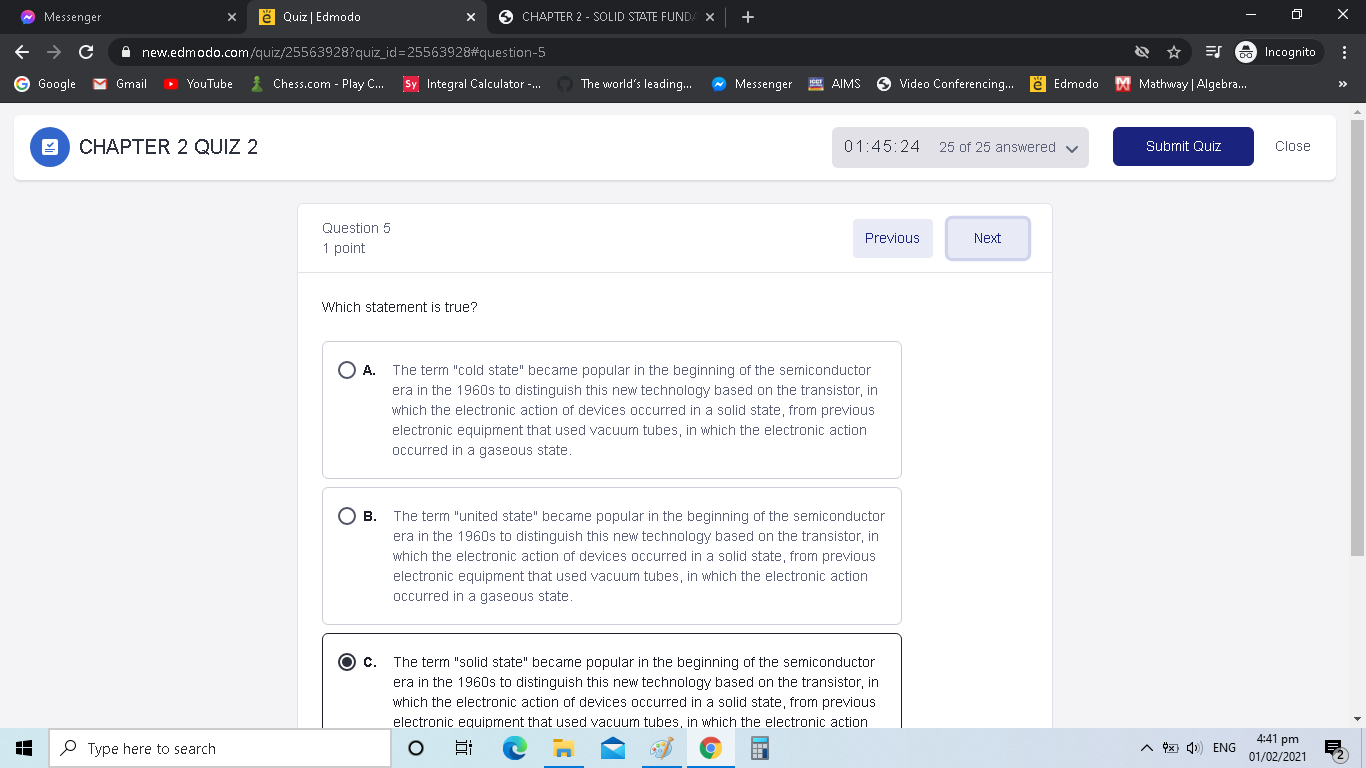 Messenger
Quiz | Edmodo
CHAPTER 2 - SOLID STATE FUNDA
new.edmodo.com/quiz/25563928?quiz_id=25563928#question-5
Incognito
Google
Gmail
YouTube
Chess.com - Play C...
Sy
Integral Calculator -...
The world's leading...
Messenger
AIMS
Video Conferencing...
Edmodo
Mathway | Algebra...
»
CHAPTER 2 QUIZ 2
01:45:24 25 of 25 answered
Submit Quiz
Close
Question 5
1 point
Previous
Next
Which statement is true?
A. The term "cold state" became popular in the beginning of the semiconductor
era in the 1960s to distinguish this new technology based on the transistor, in
which the electronic action of devices occurred in a solid state, from previous
electronic equipment that used vacuum tubes, in which the electronic action
occurred in a gaseous state.
B. The term "united state" became popular in the beginning of the semiconductor
era in the 1960s to distinguish this new technology based on the transistor, in
which the electronic action of devices occurred in a solid state, from previous
electronic equipment that used vacuum tubes, in which the electronic action
occurred in a gaseous state.
C. The term "solid state" became popular in the beginning of the semiconductor
era in the 1960s to distinguish this new technology based on the transistor, in
which the electronic action of devices occurred in a solid state, from previous
electronic equipment that used vacuum tubes, in which the electronic action
Type here to search
ENG
4:41 pm
01/02/2021
2